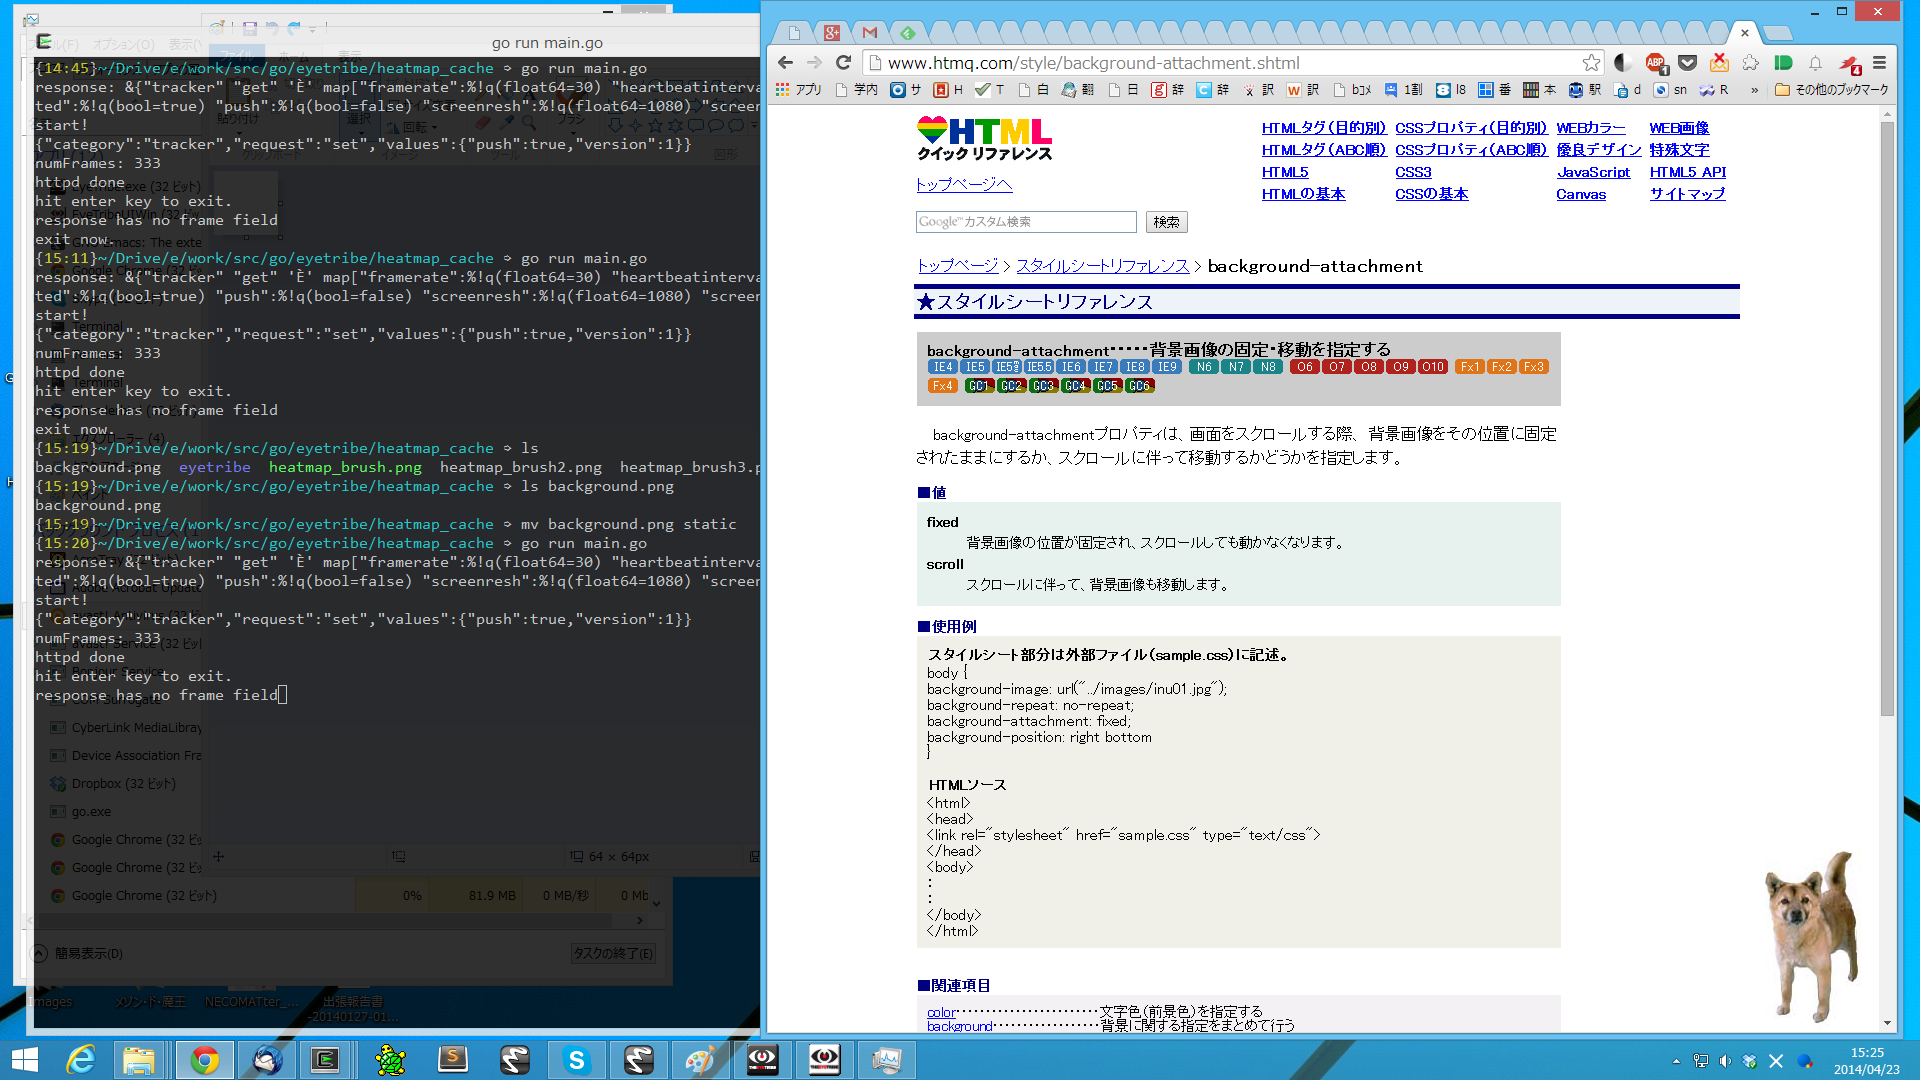 go run main.go
{14:45}~/Drive/e/work/src/go/eyetribe/heatmap_cache > go run main.go
response: &{"tracker" "get" 'È' map["framerate":%!q(float64=30) "heartbeatinterva
ted":%!q(bool=true) "push":%!q(bool=true) "screenresh":%!q(float64=1080) "screen
start!
{"category":"tracker","request":"set","values":{"push":true,"version":1}}
numFrames: 333
httpd done
hit enter key to exit.
response has no frame field
exit now.
{15:11}~/Drive/e/work/src/go/eyetribe/heatmap_cache > go run main.go
response: &{"tracker" "get" 'È' map["framerate":%!q(float64=30) "heartbeatinterva
ted":%!q(bool=true) "push":%!q(bool=false) "screenresh":%!q(float64=1080) "scree
start!
{"category":"tracker","request":"set","values":{"push":true,"version":1}}
numFrames: 333
httpd done
hit enter key to exit.
response has no frame field
exit now.
{15:19}~/Drive/e/work/src/go/eyetribe/heatmap_cache > ls
background.png eyetribe heatmap_brush.png heatmap_brush2.png heatmap_brush3.p
{15:19}~/Drive/e/work/src/go/eyetribe/heatmap_cache > ls background.png
background.png
{15:19}~/Drive/e/work/src/go/eyetribe/heatmap_cache > mv background.png static
{15:20}~/Drive/e/work/src/go/eyetribe/heatmap_cache > go run main.go
response: &{"tracker" "get" 'È' map["framerate":%!q(float64=30) "heartbeatinterva
ted":%!q(bool=true) "push":%!q(bool=false) "screenresh":%!q(float64=1080) "scree
start!
{"category":"tracker","request":"set","values":{"push":true,"version":1}}
numFrames: 333
httpd done
hit enter key to exit.
response has no frame field
CyberLink MediaLibrary
Device Association Fra
Dropbox (32 ビット)
go.exe
64 × 64px
Google Chrome (32 ビ
Google Chrome (32 ビ
Google Chrome (32 ビット) 0% 81.9 MB 0 MB/秒 0 Mb
簡易表示(D) タスクの終了(E)
Images メゾン・ド・魔王 NECOMATter_... 出張報告書
-20140127-01...
www.htmq.com/style/background-attachment.shtml
アプリ 学内 サ H T 白 翻 日 辞 辞 訳 訳 bコメ 1割 I8 番 本 駅 d sn R » その他のブックマーク
HTML
クイック リファレンス
トップページへ
HTMLタグ(目的別) CSSプロパティ(目的別) WEBカラー WEB画像
HTMLタグ(ABC順) CSSプロパティ(ABC順) 優良デザイン 特殊文字
HTML5 CSS3 JavaScript HTML5 API
HTMLの基本 CSSの基本 Canvas サイトマップ
Google™カスタム検索 検索
トップページ > スタイルシートリファレンス > background-attachment
★スタイルシートリファレンス
background-attachment・・・・・背景画像の固定・移動を指定する
IE4 IE5 IE5.5 IE6 IE7 IE8 IE9 N6 N7 N8 O6 O7 O8 O9 O10 Fx1 Fx2 Fx3
Fx4 GC1 GC2 GC3 GC4 GC5 GC6
background-attachmentプロパティは、画面をスクロールする際、背景画像をその位置に固定
されたままにするか、スクロールに伴って移動するかどうかを指定します。
■値
fixed
背景画像の位置が固定され、スクロールしても動かなくなります。
scroll
スクロールに伴って、背景画像も移動します。
■使用例
スタイルシート部分は外部ファイル(sample.css)に記述。
body {
background-image: url("../images/inu01.jpg");
background-repeat: no-repeat;
background-attachment: fixed;
background-position: right bottom
}
HTMLソース
<html>
<head>
<link rel="stylesheet" href="sample.css" type="text/css">
</head>
<body>
:
:
</body>
</html>
■関連項目
color・・・・・・・・・・・・・・・・・・・・・・文字色(前景色)を指定する
background・・・・・・・・・・・・・・・・背景に関する指定をまとめて行う
15:25
2014/04/23